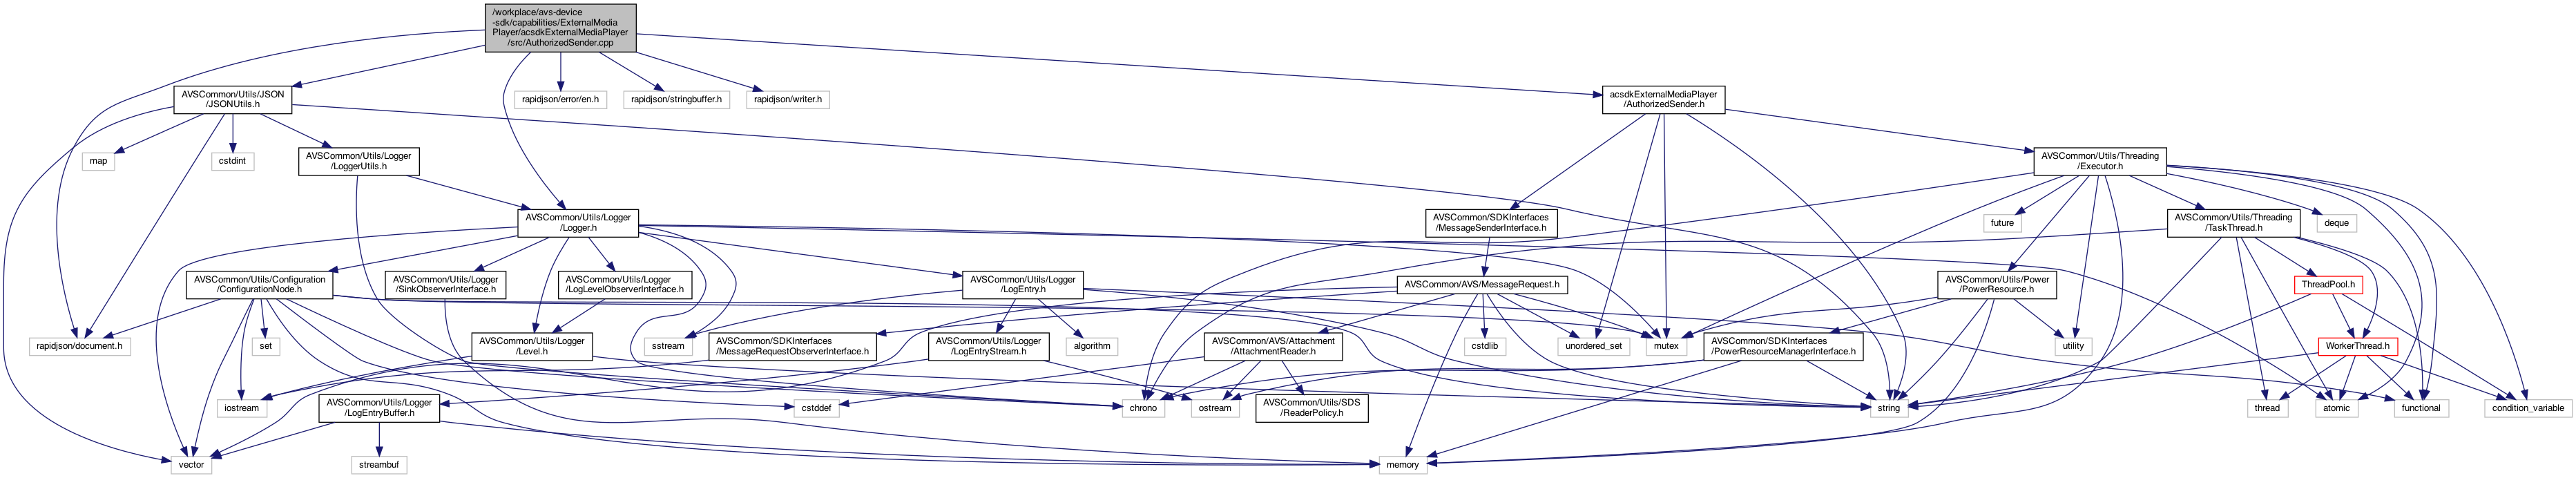 /workplace/avs-device
-sdk/capabilities/ExternalMedia
Player/acsdkExternalMediaPlayer
/src/AuthorizedSender.cpp
AVSCommon/Utils/JSON
/JSONUtils.h
rapidjson/error/en.h
rapidjson/stringbuffer.h
rapidjson/writer.h
acsdkExternalMediaPlayer
/AuthorizedSender.h
map
cstdint
AVSCommon/Utils/Logger
/LoggerUtils.h
AVSCommon/Utils/Threading
/Executor.h
AVSCommon/Utils/Logger
/Logger.h
AVSCommon/SDKInterfaces
/MessageSenderInterface.h
future
AVSCommon/Utils/Threading
/TaskThread.h
deque
AVSCommon/Utils/Configuration
/ConfigurationNode.h
AVSCommon/Utils/Logger
/SinkObserverInterface.h
AVSCommon/Utils/Logger
/LogLevelObserverInterface.h
AVSCommon/Utils/Logger
/LogEntry.h
AVSCommon/AVS/MessageRequest.h
AVSCommon/Utils/Power
/PowerResource.h
ThreadPool.h
rapidjson/document.h
set
AVSCommon/Utils/Logger
/Level.h
sstream
AVSCommon/SDKInterfaces
/MessageRequestObserverInterface.h
AVSCommon/Utils/Logger
/LogEntryStream.h
algorithm
AVSCommon/AVS/Attachment
/AttachmentReader.h
cstdlib
unordered_set
mutex
AVSCommon/SDKInterfaces
/PowerResourceManagerInterface.h
utility
WorkerThread.h
iostream
AVSCommon/Utils/Logger
/LogEntryBuffer.h
cstddef
chrono
ostream
AVSCommon/Utils/SDS
/ReaderPolicy.h
string
thread
atomic
functional
condition_variable
vector
streambuf
memory